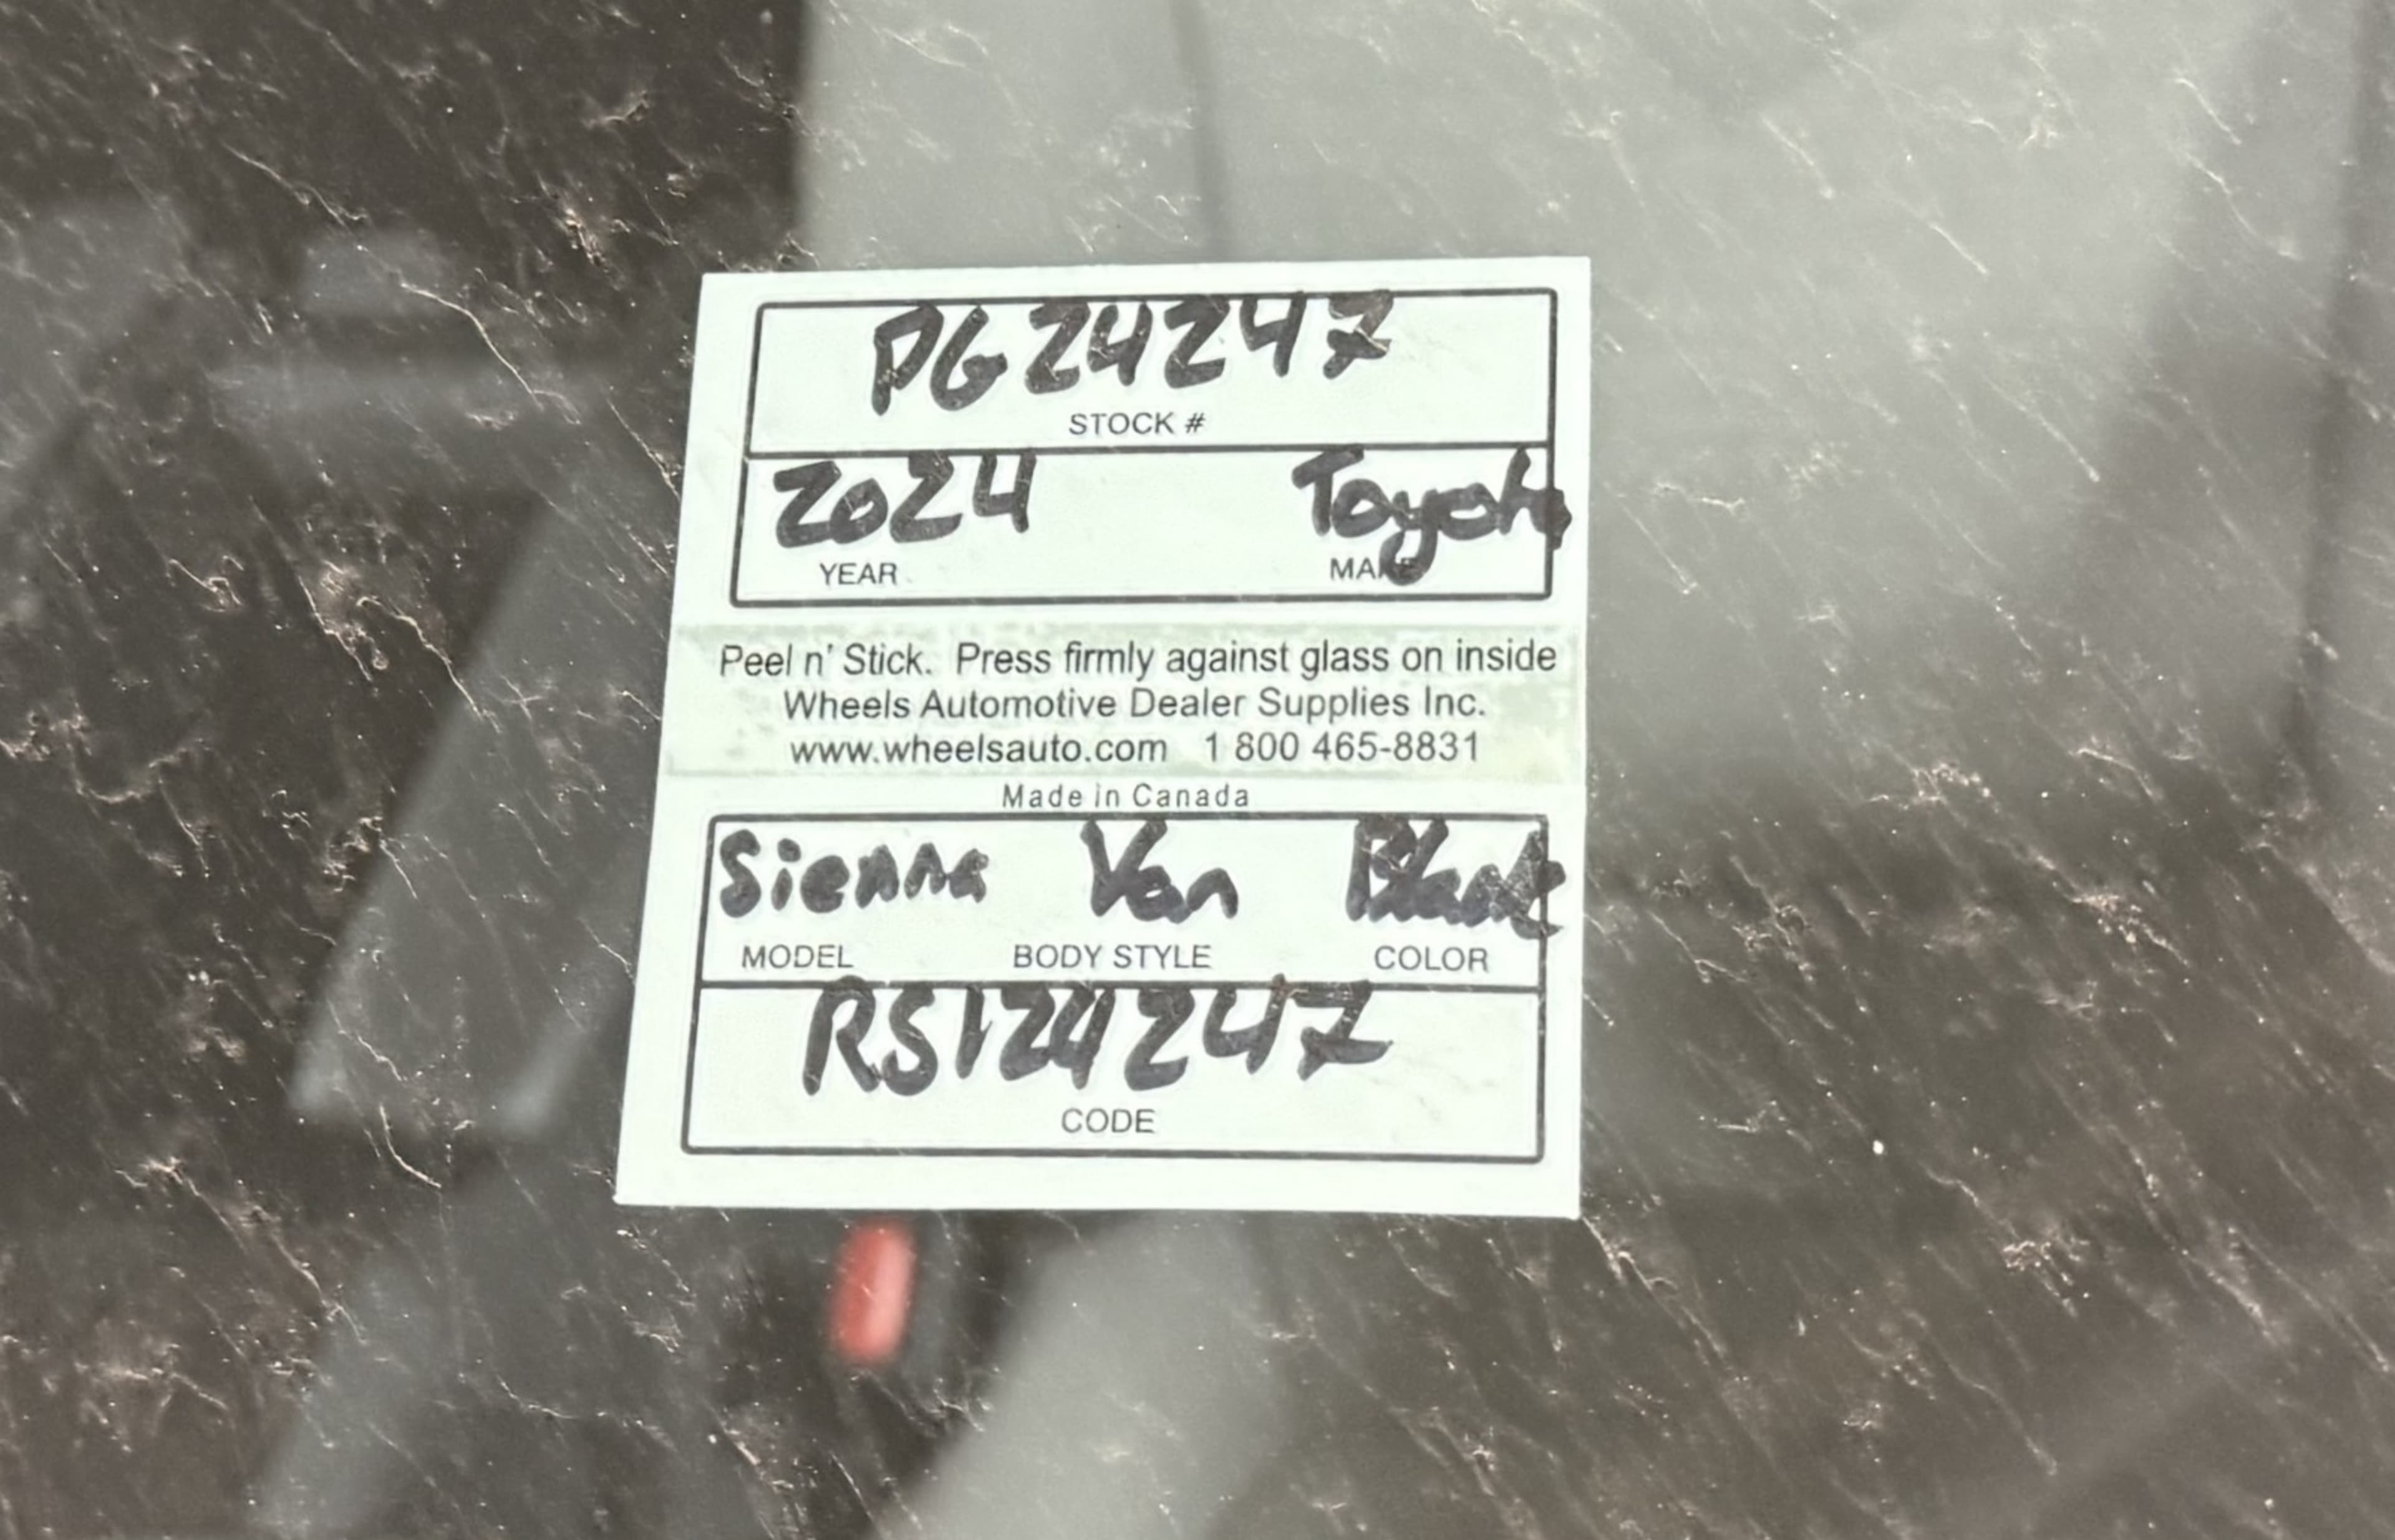 PG24247
STOCK #
2024 Toyota
YEAR MAKE
Peel n' Stick. Press firmly against glass on inside
Wheels Automotive Dealer Supplies Inc.
www.wheelsauto.com 1 800 465-8831
Made in Canada
Sienna Van Black
MODEL BODY STYLE COLOR
RS124247
CODE